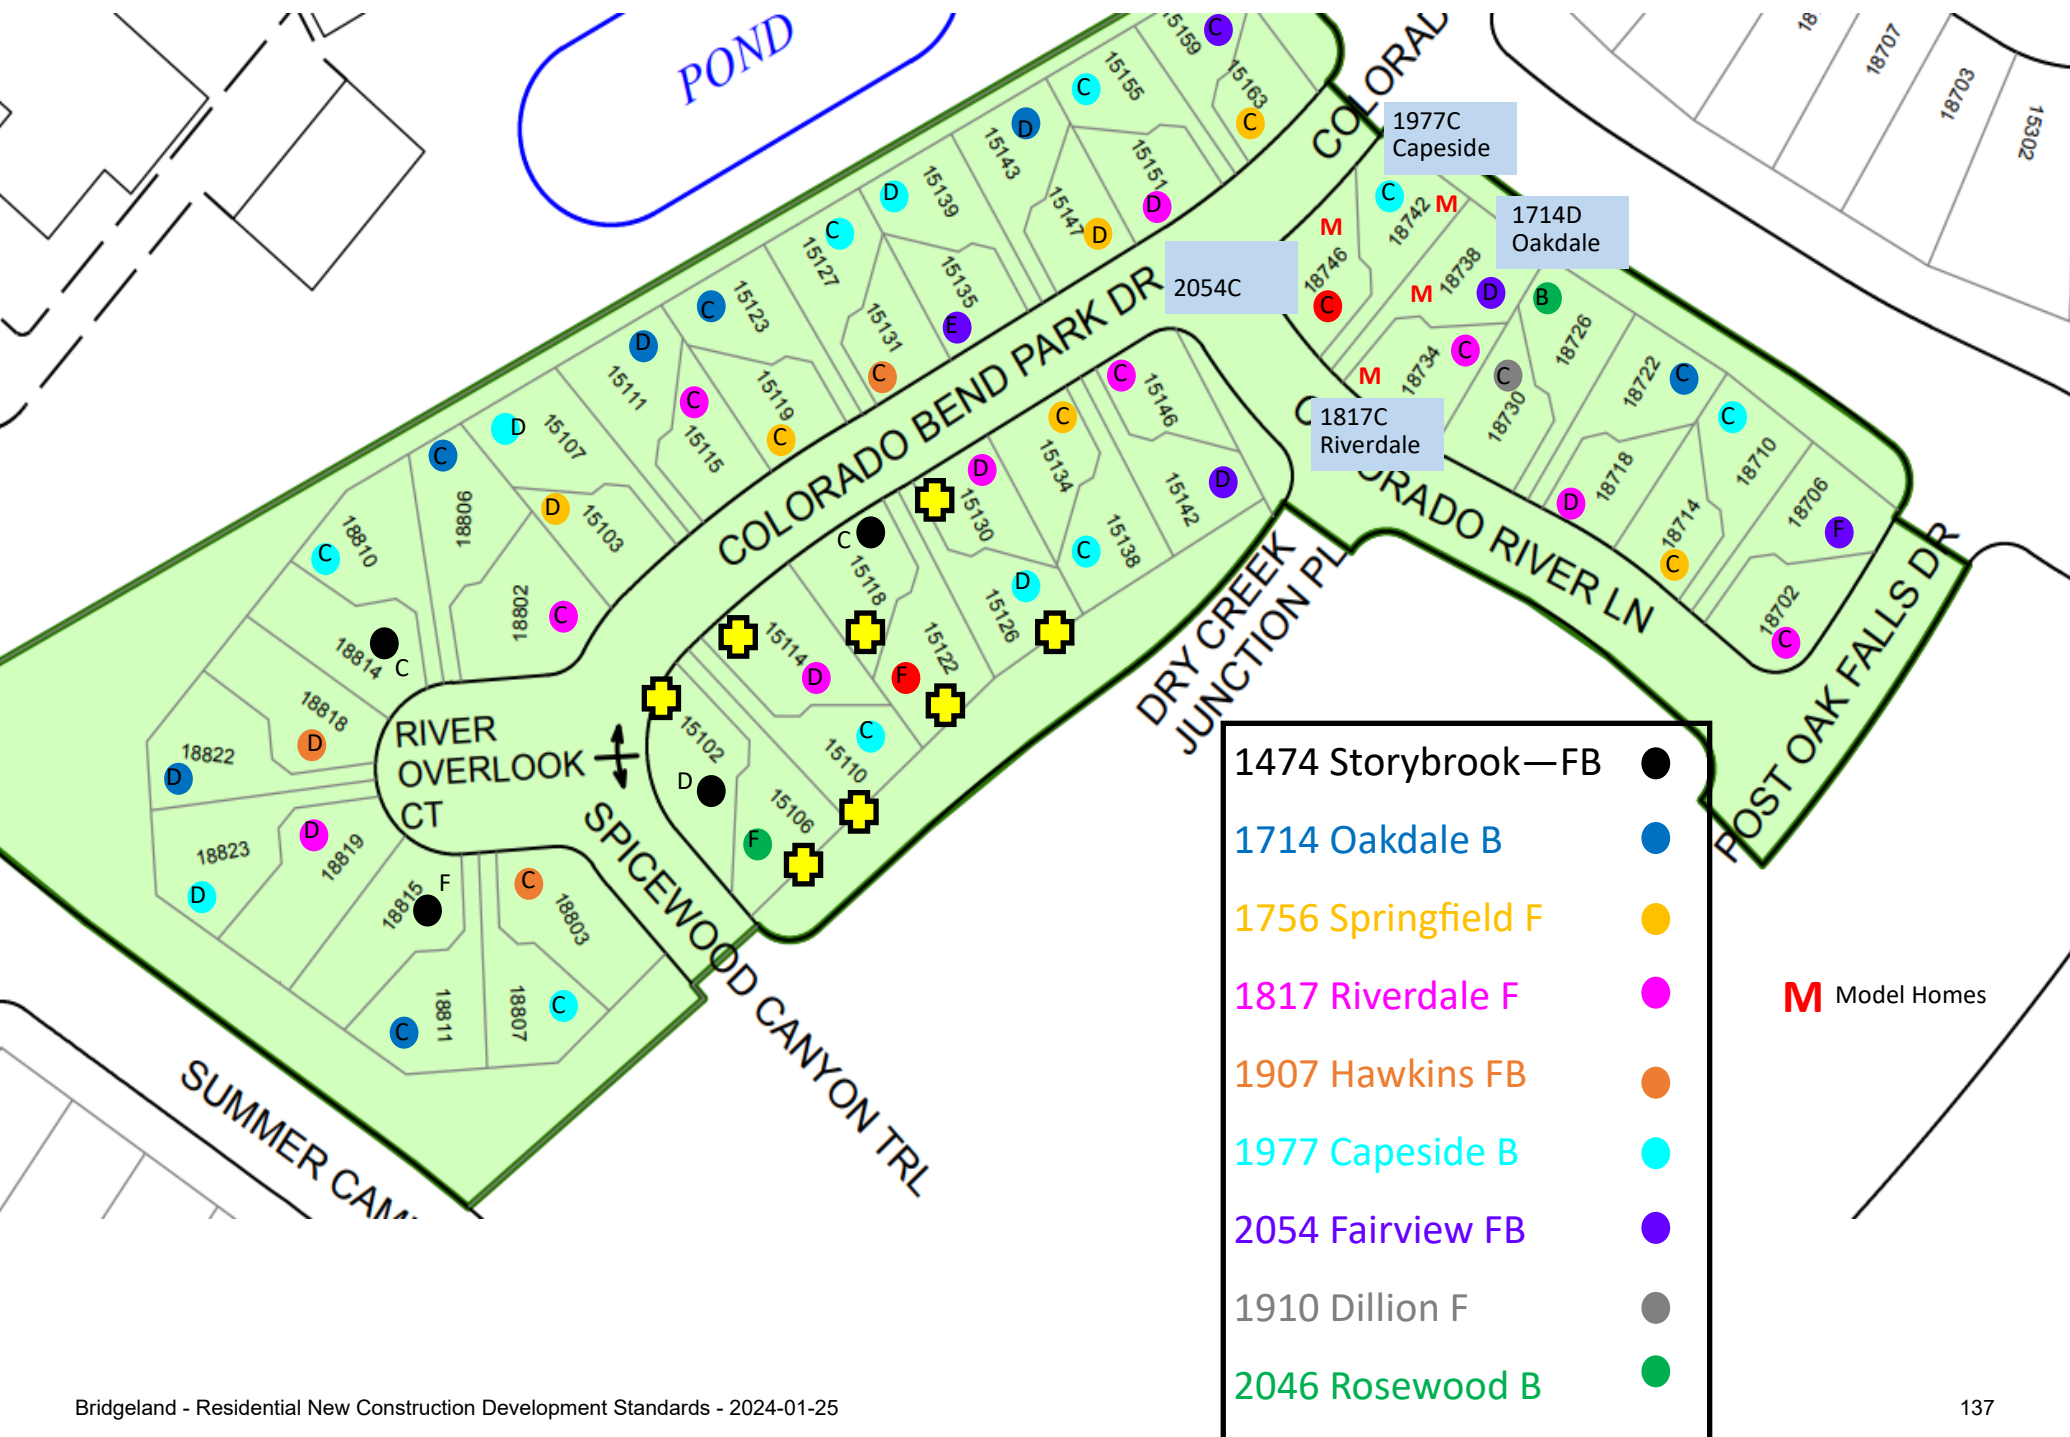 POND
15159
C
15163
C
C
15155
D
15143
15151
D
15147
D
D
15139
C
15127
15135
E
15131
C
C
15123
D
15111
C
15115
15119
C
D
15107
D
15103
C
18806
18810
C
18814
C
18802
C
18818
D
18822
D
18823
D
D
18819
18815
F
C
18803
C
18811
18807
C
COLORADO BEND PARK DR
RIVER
OVERLOOK
CT
SPICEWOOD CANYON TRL
15102
D
15106
F
15110
C
15114
D
15118
C
15122
F
15126
D
15130
D
15134
C
15138
C
15142
D
15146
C
DRY CREEK
JUNCTION PL
COLORAD
1977C
Capeside
1714D
Oakdale
2054C
1817C
Riverdale
M
M
M
M
C
18742
18746
C
18738
D
B
18734
C
C
18730
18726
18722
C
18718
D
C
18710
18714
C
18706
F
18702
C
ORADO RIVER LN
POST OAK FALLS DR
18707
18703
15302
SUMMER CAM
1474 Storybrook—FB
1714 Oakdale B
1756 Springfield F
1817 Riverdale F
1907 Hawkins FB
1977 Capeside B
2054 Fairview FB
1910 Dillion F
2046 Rosewood B
M Model Homes
Bridgeland - Residential New Construction Development Standards - 2024-01-25
137